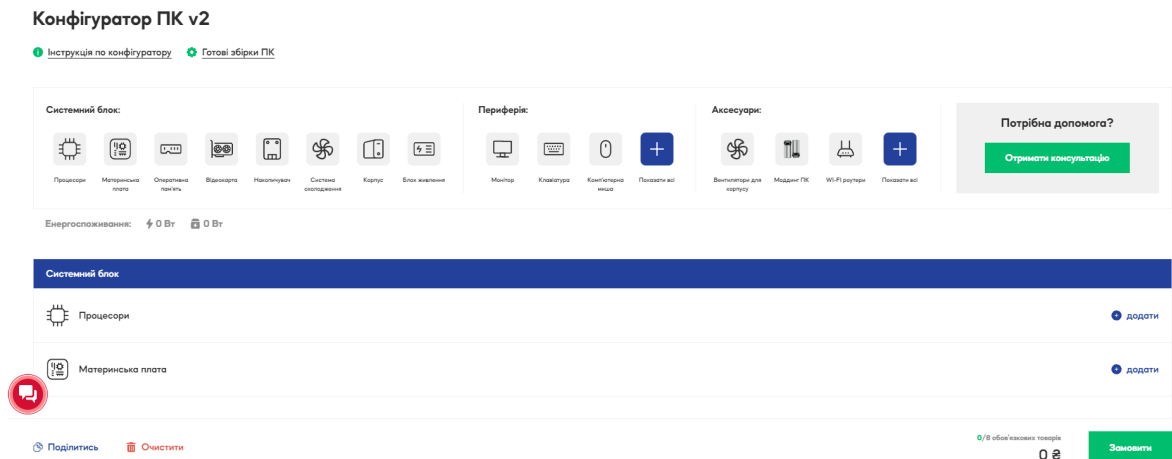 Конфігуратор ПК v2
Інструкція по конфігуратору Готові збірки ПК
Системний блок: Периферія: Аксесуари:
Потрібна допомога?
Отримати консультацію
Процесори Материнська плата Оперативна пам'ять Відеокарта Накопичувач Система охолодження Корпус Блок живлення Монітор Клавіатура Комп'ютерна миша Показати всі Вентилятори для корпусу Моддинг ПК WI-FI роутери Показати всі
Енергоспоживання: 0 Вт 0 Вт
Системний блок
Процесори додати
Материнська плата додати
Поділитись Очистити 0/8 обов'язкових товарів
0 ₴ Замовити